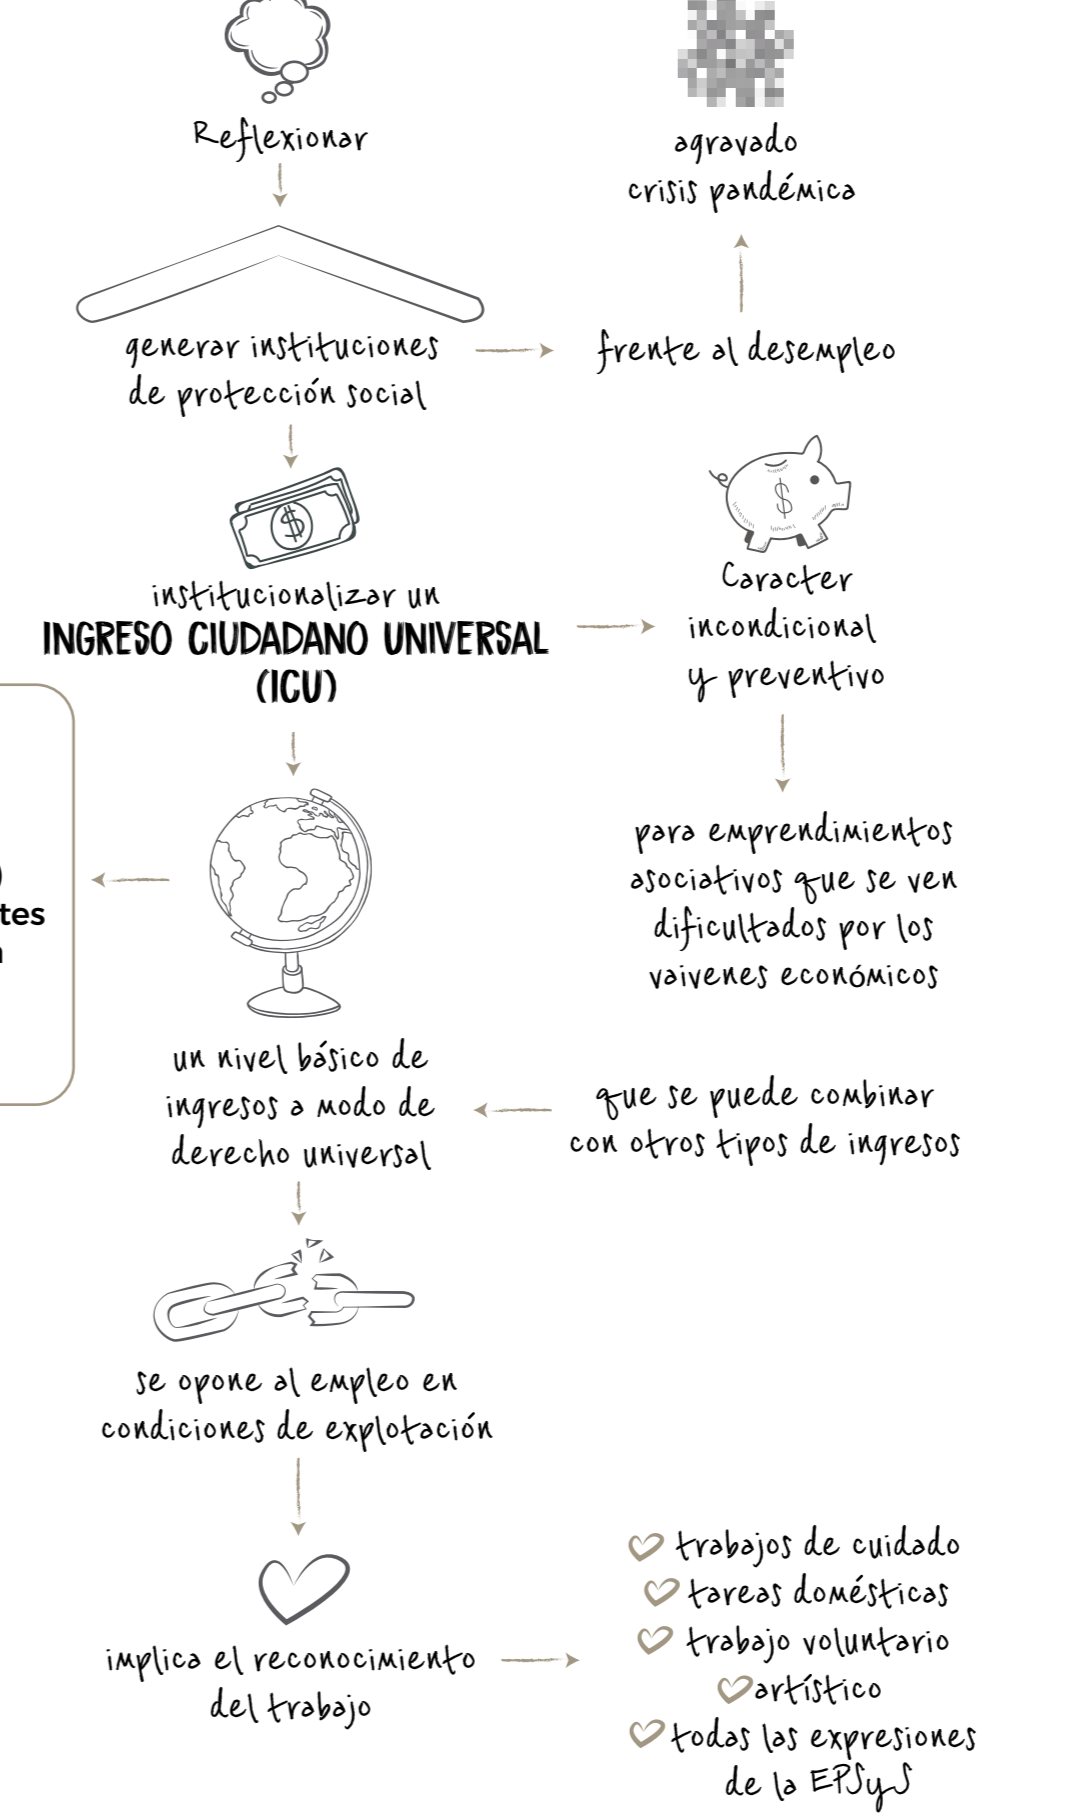 Reflexionar
agravado
crisis pandémica
generar instituciones
de protección social
frente al desempleo
institucionalizar un
INGRESO CIUDADANO UNIVERSAL
(ICU)
Caracter
incondicional
y preventivo
para emprendimientos
asociativos que se ven
dificultados por los
vaivenes económicos
tes
un nivel básico de
ingresos a modo de
derecho universal
que se puede combinar
con otros tipos de ingresos
se opone al empleo en
condiciones de explotación
implica el reconocimiento
del trabajo
trabajos de cuidado
tareas domésticas
trabajo voluntario
artístico
todas las expresiones
de la EPSyS